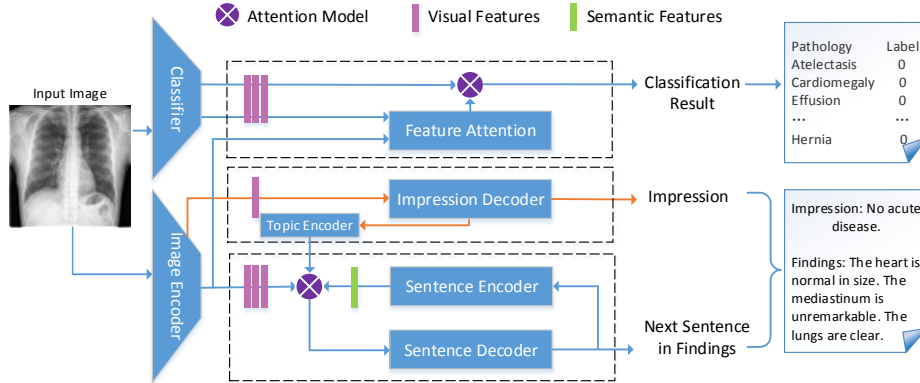 Attention Model
Visual Features
Semantic Features
Input Image
Classifier
Feature Attention
Classification
Result
Pathology Label
Atelectasis 0
Cardiomegaly 0
Effusion 0
... ...
Hernia 0
Image Encoder
Impression Decoder
Topic Encoder
Impression
Sentence Encoder
Sentence Decoder
Next Sentence
in Findings
Impression: No acute
disease.
Findings: The heart is
normal in size. The
mediastinum is
unremarkable. The
lungs are clear.